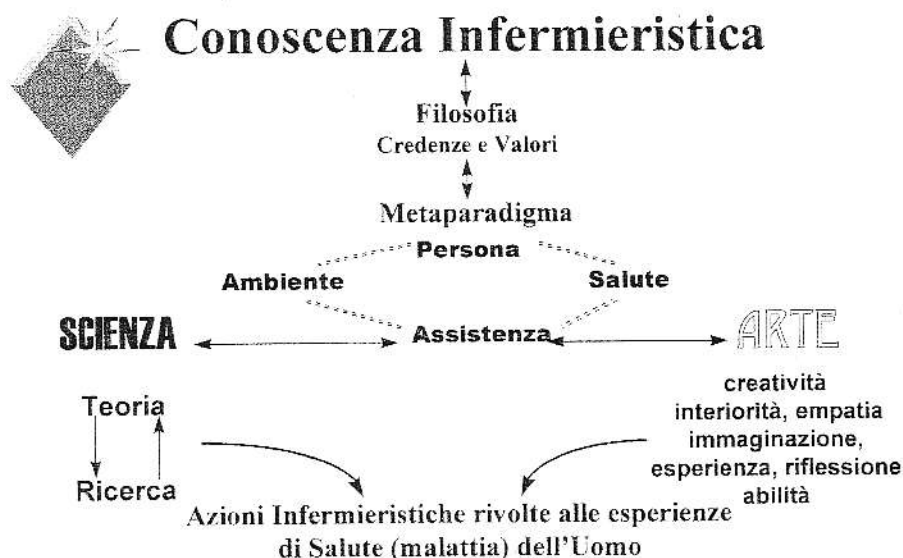 Conoscenza Infermieristica
Filosofia
Credenze e Valori
Metaparadigma
Persona
Ambiente
Salute
SCIENZA
Assistenza
ARTE
Teoria
Ricerca
creatività
interiorità, empatia
immaginazione,
esperienza, riflessione
abilità
Azioni Infermieristiche rivolte alle esperienze
di Salute (malattia) dell'Uomo